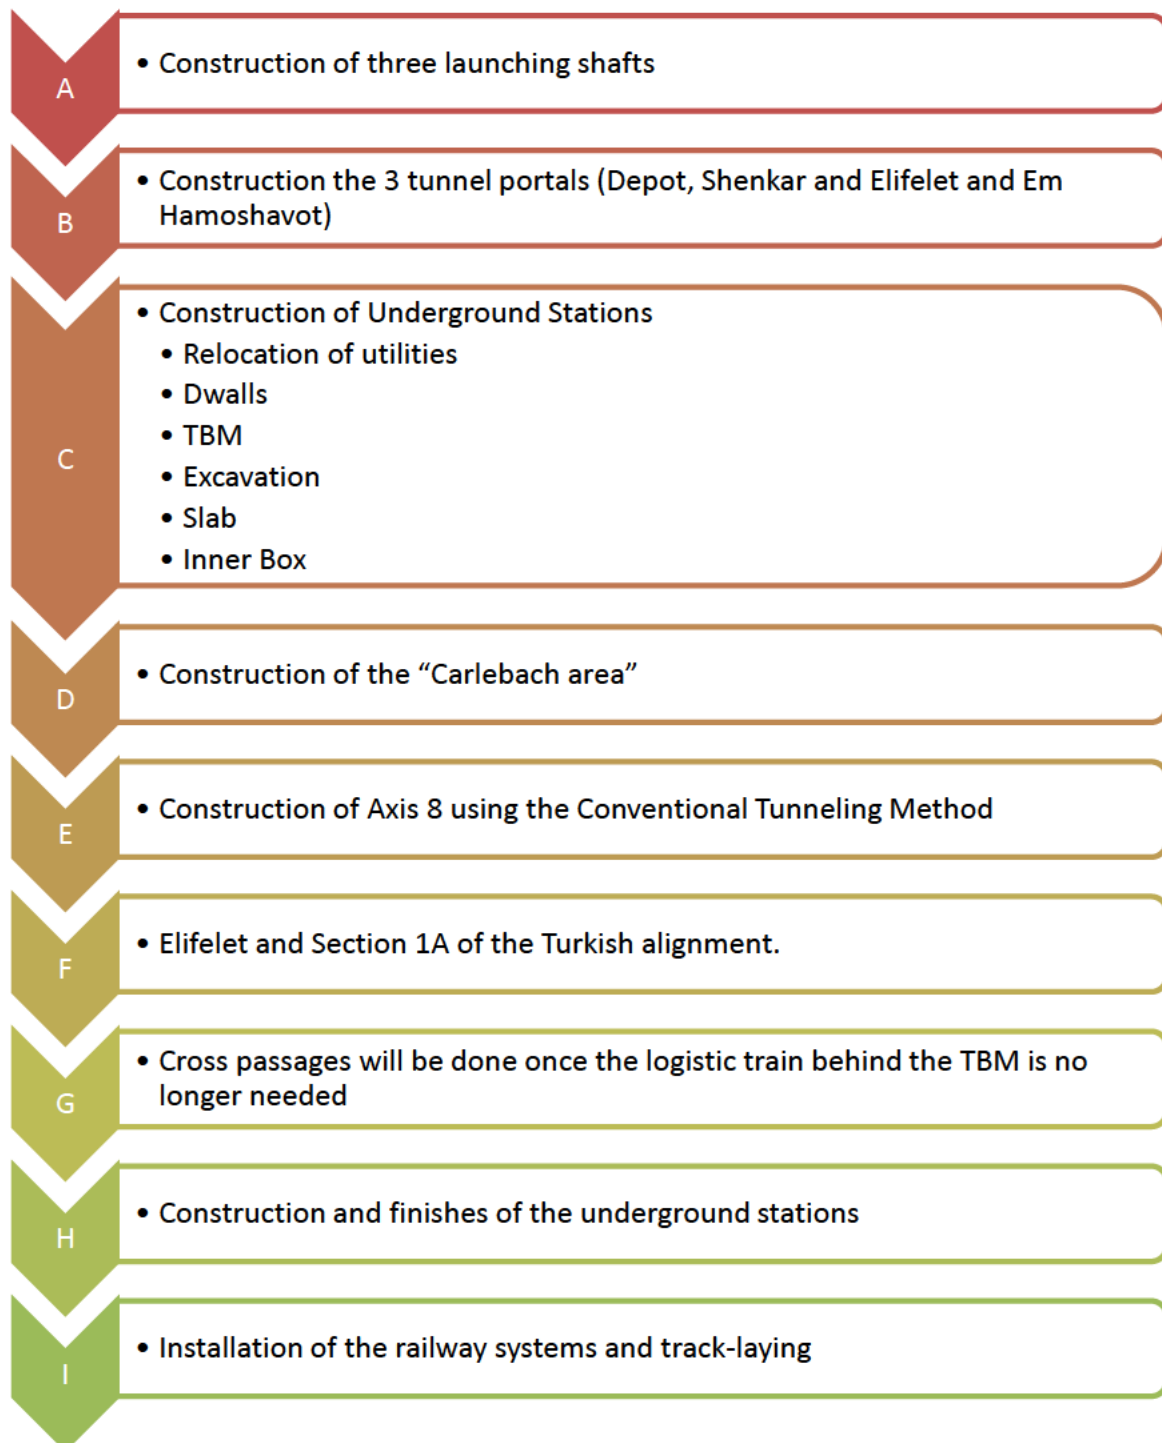 A
• Construction of three launching shafts
B
• Construction the 3 tunnel portals (Depot, Shenkar and Elifelet and Em
Hamoshavot)
C
• Construction of Underground Stations
• Relocation of utilities
• Dwalls
• TBM
• Excavation
• Slab
• Inner Box
D
• Construction of the “Carlebach area”
E
• Construction of Axis 8 using the Conventional Tunneling Method
F
• Elifelet and Section 1A of the Turkish alignment.
G
• Cross passages will be done once the logistic train behind the TBM is no
longer needed
H
• Construction and finishes of the underground stations
I
• Installation of the railway systems and track-laying